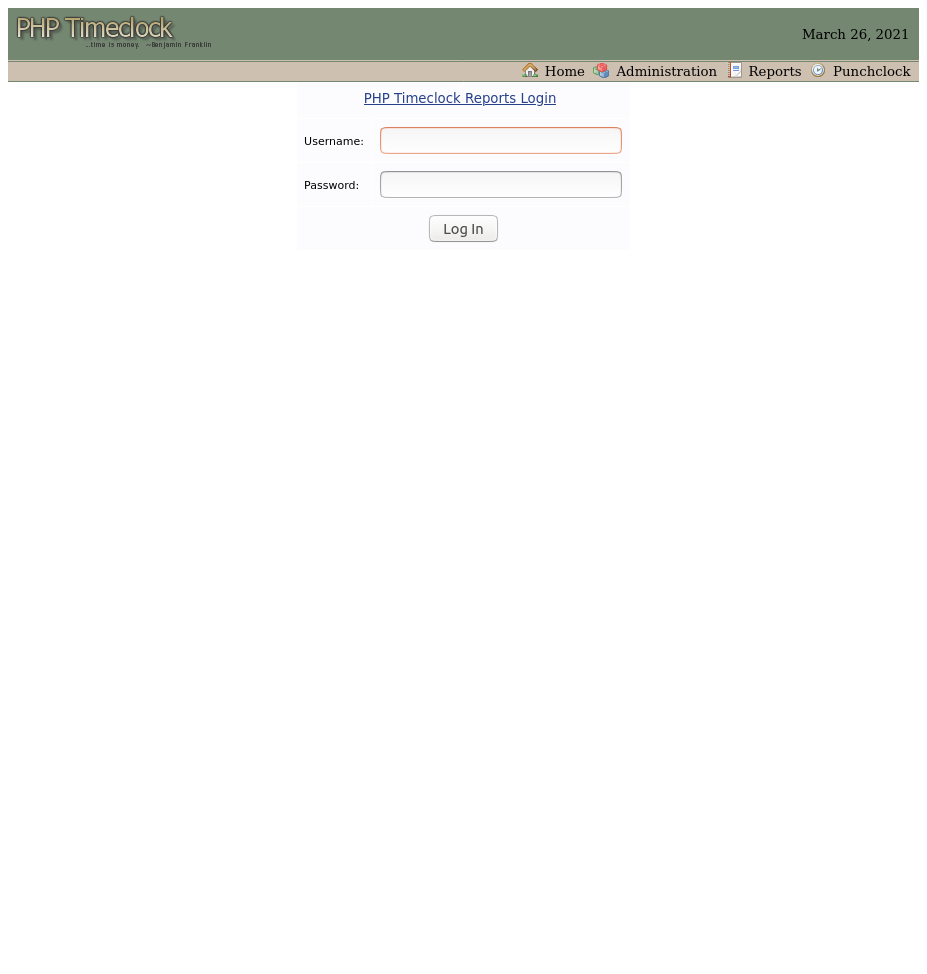 PHP Timeclock
...time is money. ~Benjamin Franklin
March 26, 2021
Home Administration Reports Punchclock
PHP Timeclock Reports Login
Username:
Password:
Log In